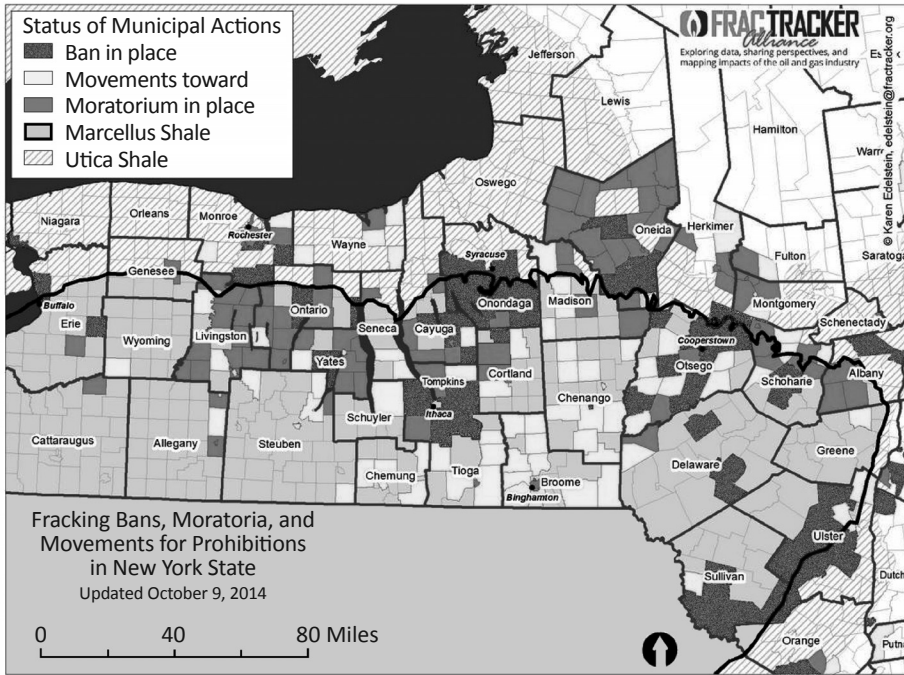 Status of Municipal Actions
Ban in place
Movements toward
Moratorium in place
Marcellus Shale
Utica Shale
FRACTRACKER
Alliance
Exploring data, sharing perspectives, and
mapping impacts of the oil and gas industry
© Karen Edelstein, edelstein@fractracker.org
Jefferson
Lewis
Hamilton
Warr
Oswego
Niagara
Orleans
Monroe
Rochester
Wayne
Oneida
Herkimer
Fulton
Saratoga
Syracuse
Genesee
Onondaga
Madison
Montgomery
Buffalo
Erie
Ontario
Seneca
Cayuga
Schenectady
Wyoming
Livingston
Cooperstown
Otsego
Yates
Tompkins
Cortland
Schoharie
Albany
Ithaca
Chenango
Schuyler
Cattaraugus
Allegany
Steuben
Greene
Delaware
Chemung
Tioga
Broome
Binghamton
Ulster
Sullivan
Dutch
Orange
Putn
Fracking Bans, Moratoria, and
Movements for Prohibitions
in New York State
Updated October 9, 2014
0 40 80 Miles